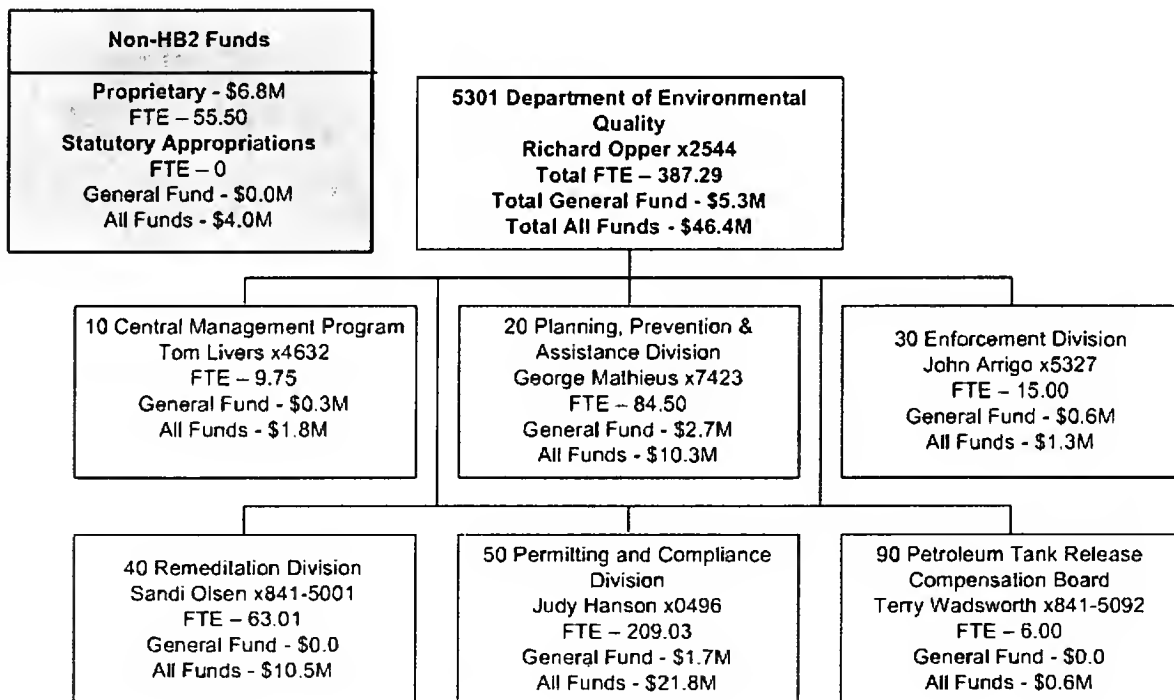 Non-HB2 Funds
Proprietary - $6.8M
FTE – 55.50
Statutory Appropriations
FTE – 0
General Fund - $0.0M
All Funds - $4.0M
5301 Department of Environmental
Quality
Richard Opper x2544
Total FTE – 387.29
Total General Fund - $5.3M
Total All Funds - $46.4M
10 Central Management Program
Tom Livers x4632
FTE – 9.75
General Fund - $0.3M
All Funds - $1.8M
20 Planning, Prevention &
Assistance Division
George Mathieus x7423
FTE – 84.50
General Fund - $2.7M
All Funds - $10.3M
30 Enforcement Division
John Arrigo x5327
FTE – 15.00
General Fund - $0.6M
All Funds - $1.3M
40 Remeditation Division
Sandi Olsen x841-5001
FTE – 63.01
General Fund - $0.0
All Funds - $10.5M
50 Permitting and Compliance
Division
Judy Hanson x0496
FTE – 209.03
General Fund - $1.7M
All Funds - $21.8M
90 Petroleum Tank Release
Compensation Board
Terry Wadsworth x841-5092
FTE – 6.00
General Fund - $0.0
All Funds - $0.6M